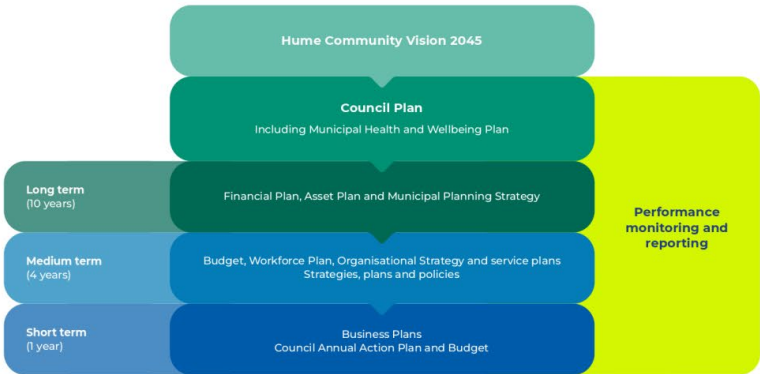 Hume Community Vision 2045
Council Plan
Including Municipal Health and Wellbeing Plan
Long term
(10 years)
Financial Plan, Asset Plan and Municipal Planning Strategy
Medium term
(4 years)
Budget, Workforce Plan, Organisational Strategy and service plans
Strategies, plans and policies
Short term
(1 year)
Business Plans
Council Annual Action Plan and Budget
Performance
monitoring and
reporting